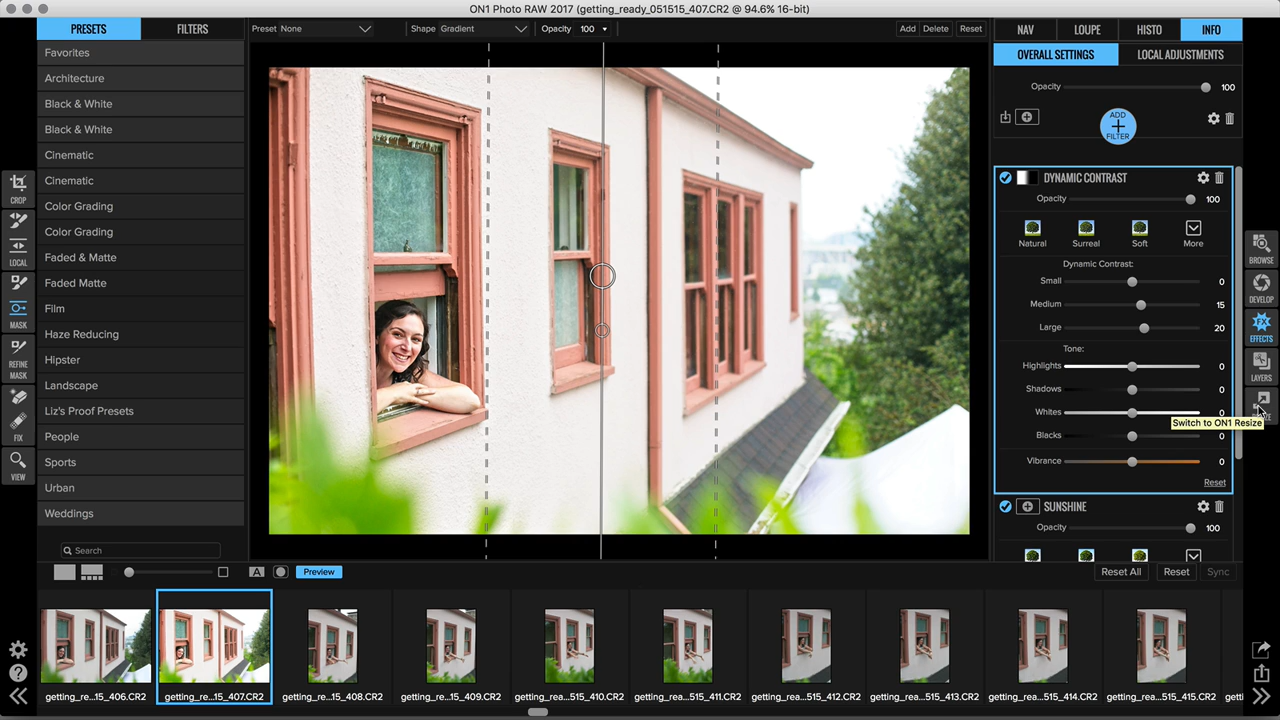 ON1 Photo RAW 2017 (getting_ready_051515_407.CR2 @ 94.6% 16-bit)
PRESETS FILTERS
Preset None Shape Gradient Opacity 100 Add Delete Reset
NAV LOUPE HISTO INFO
OVERALL SETTINGS LOCAL ADJUSTMENTS
Favorites
Architecture
Black & White
Black & White
Cinematic
Cinematic
Color Grading
Color Grading
Faded & Matte
Faded Matte
Film
Haze Reducing
Hipster
Landscape
Liz's Proof Presets
People
Sports
Urban
Weddings
Search
CROP
LOCAL
MASK
REFINE
MASK
FIX
VIEW
Opacity 100
ADD
FILTER
DYNAMIC CONTRAST
Opacity 100
Natural Surreal Soft More
Dynamic Contrast:
Small 0
Medium 15
Large 20
Tone:
Highlights 0
Shadows 0
Whites 0
Blacks 0
Vibrance 0
Reset
SUNSHINE
Opacity 100
BROWSE
DEVELOP
EFFECTS
LAYERS
Switch to ON1 Resize
A Preview Reset All Reset Sync
getting_re...15_406.CR2 getting_re...15_407.CR2 getting_re...15_408.CR2 getting_re...15_409.CR2 getting_rea...515_410.CR2 getting_rea...515_411.CR2 getting_rea...515_412.CR2 getting_rea...515_413.CR2 getting_rea...515_414.CR2 getting_rea...515_415.CR2